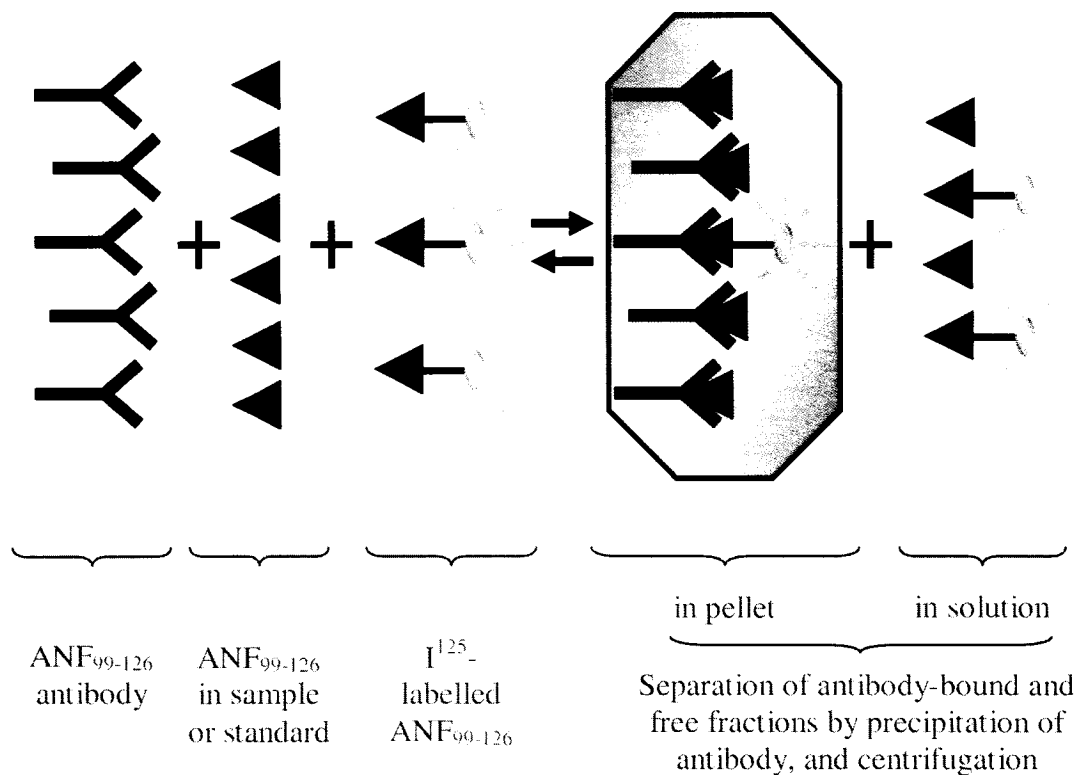 in pellet
in solution
ANF₉₉₋₁₂₆
antibody
ANF₉₉₋₁₂₆
in sample
or standard
I¹²⁵-
labelled
ANF₉₉₋₁₂₆
Separation of antibody-bound and
free fractions by precipitation of
antibody, and centrifugation